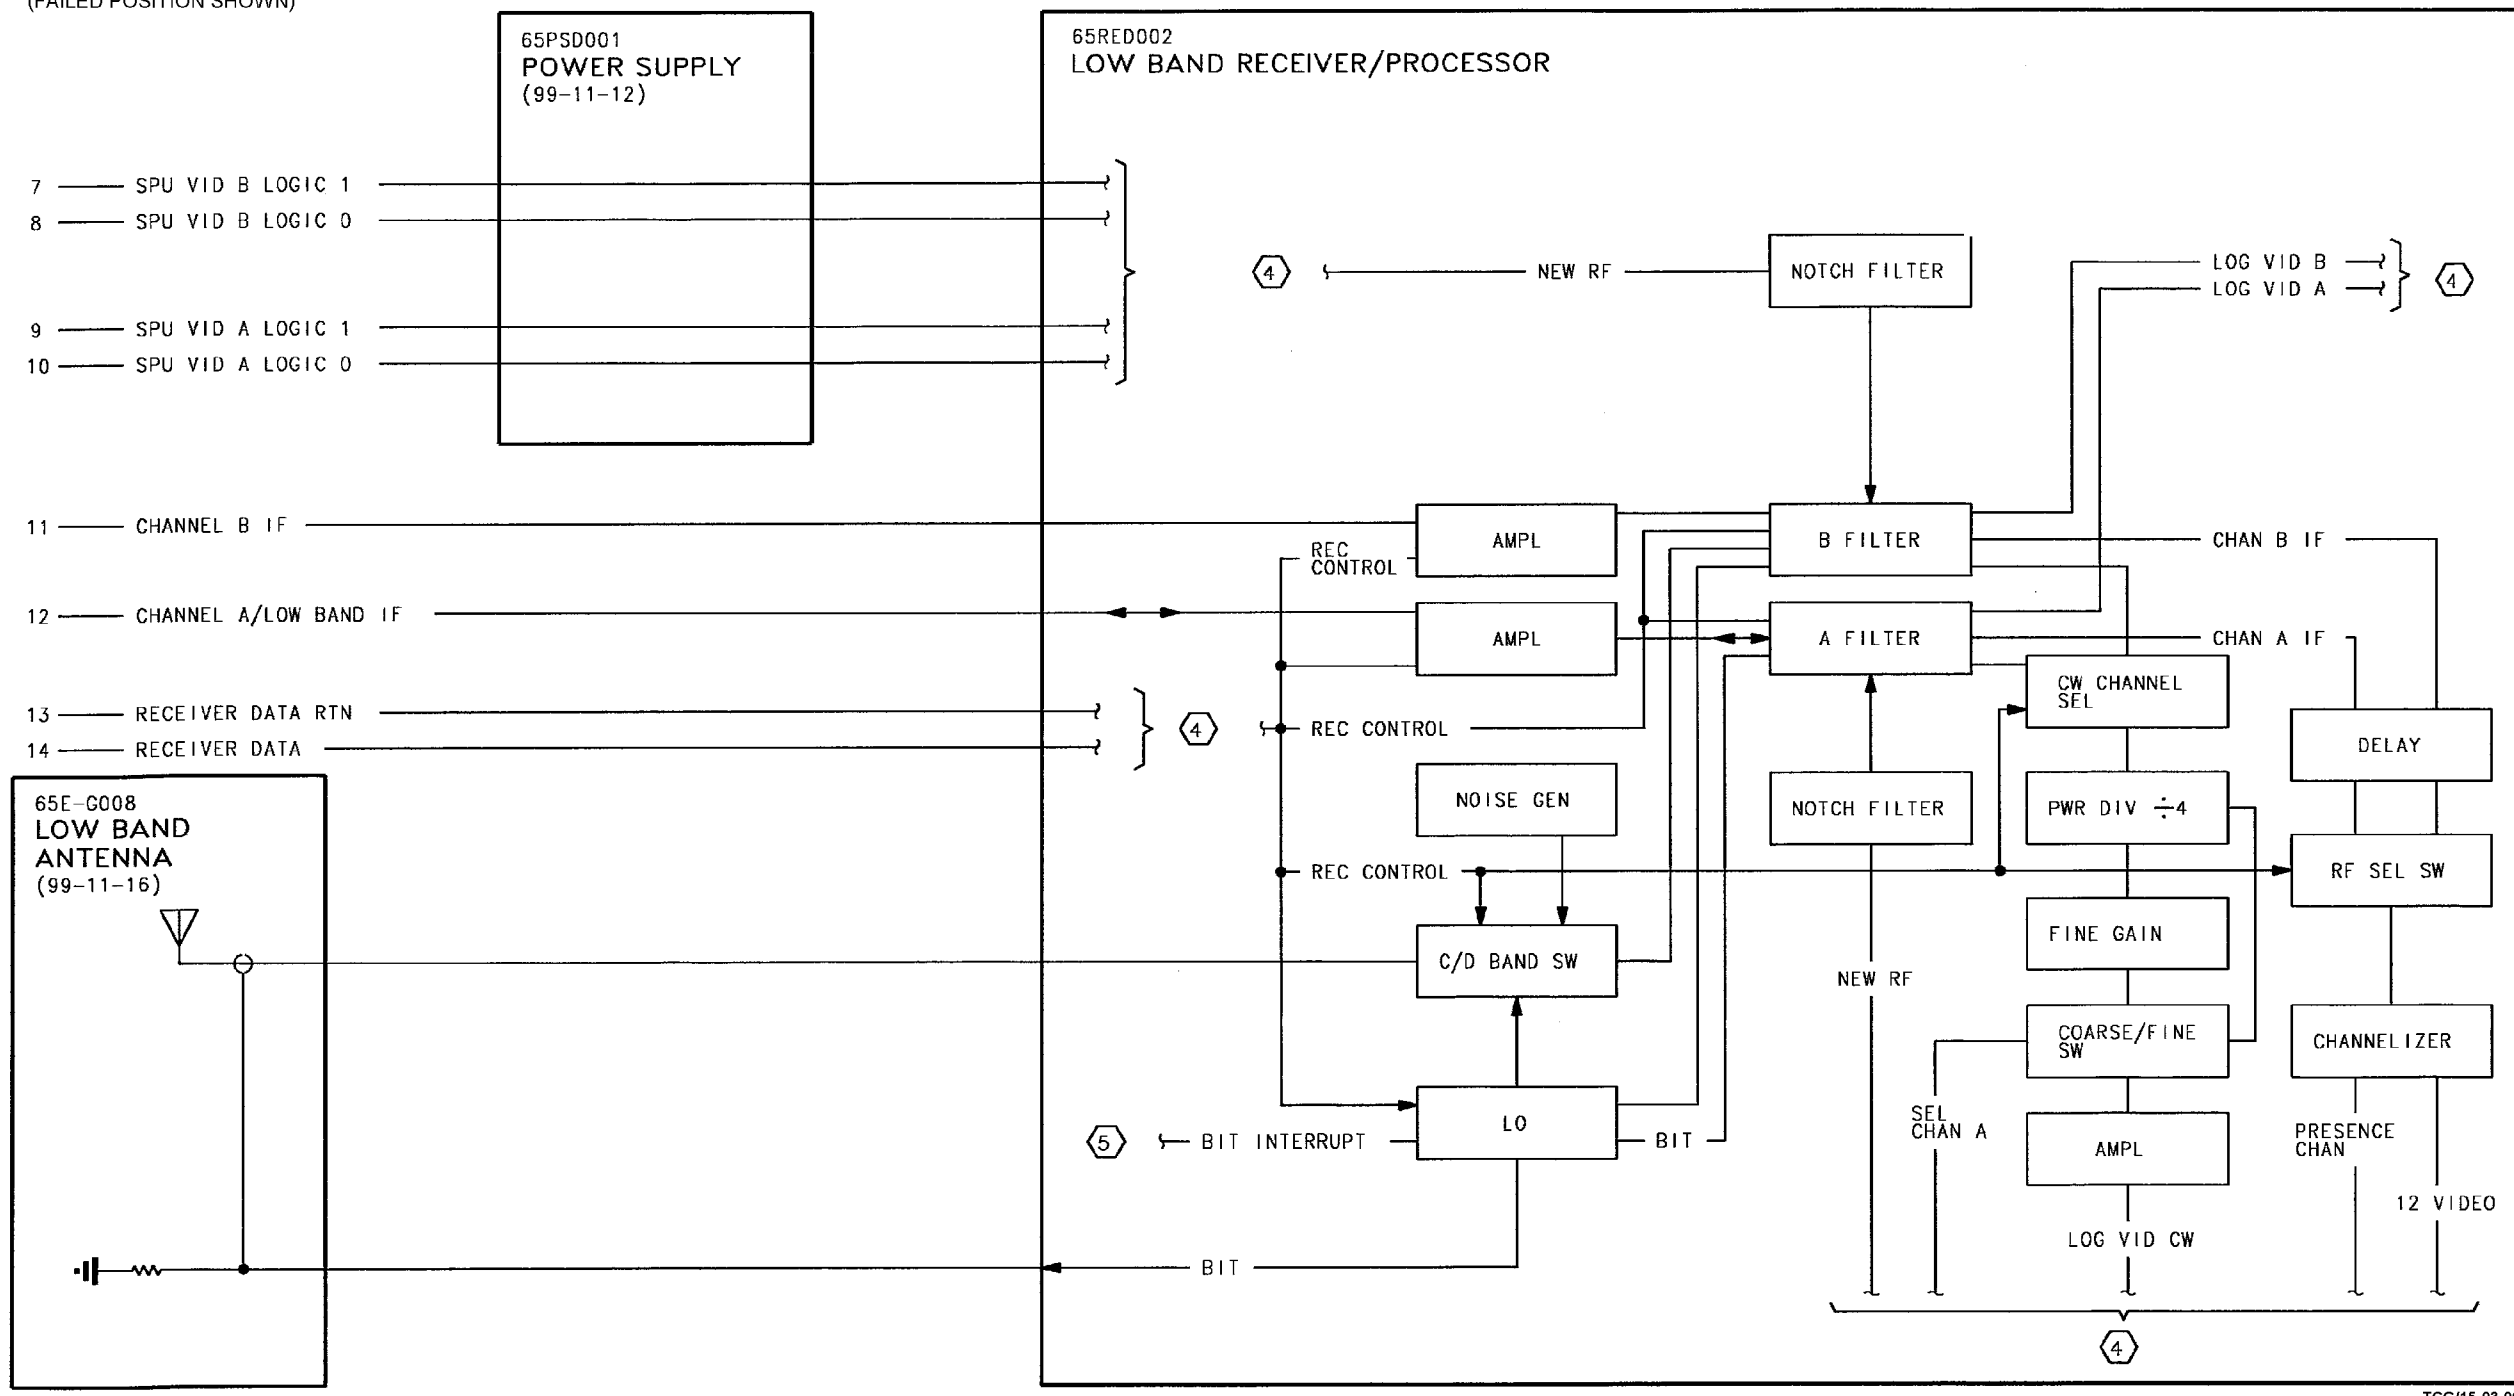 (FAILED POSITION SHOWN)
65PSD001
POWER SUPPLY
(99-11-12)
65RED002
LOW BAND RECEIVER/PROCESSOR
7 SPU VID B LOGIC 1
8 SPU VID B LOGIC 0
9 SPU VID A LOGIC 1
10 SPU VID A LOGIC 0
4
NEW RF
NOTCH FILTER
LOG VID B
LOG VID A
4
11 CHANNEL B IF
AMPL
REC
CONTROL
B FILTER
CHAN B IF
12 CHANNEL A/LOW BAND IF
AMPL
A FILTER
CHAN A IF
CW CHANNEL
SEL
13 RECEIVER DATA RTN
14 RECEIVER DATA
4
REC CONTROL
DELAY
65E-G008
LOW BAND
ANTENNA
(99-11-16)
NOISE GEN
NOTCH FILTER
PWR DIV ÷4
REC CONTROL
RF SEL SW
C/D BAND SW
FINE GAIN
NEW RF
COARSE/FINE
SW
CHANNELIZER
LO
5
BIT INTERRUPT
BIT
SEL
CHAN A
AMPL
PRESENCE
CHAN
12 VIDEO
LOG VID CW
BIT
4